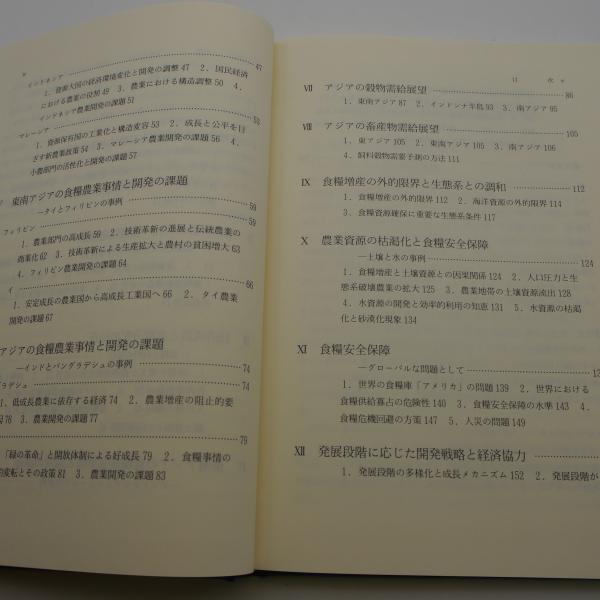 インドネシア 47
1．資源大国の経済環境変化と開発の調整 47　2．国民経済
における農業の役割 49　3．農業における構造調整 50　4．
インドネシア農業開発の課題 51
マレーシア 53
1．資源保有国の工業化と構造変容 53　2．成長と公平を目
ざす新農業政策 54　3．マレーシア農業開発の課題 56　4．
小農部門の活性化と開発の課題 57
東南アジアの食糧農業事情と開発の課題
―タイとフィリピンの事例 59
フィリピン 59
1．農業部門の高成長 59　2．技術革新の進展と伝統農業の
商業化 62　3．技術革新による生産拡大と農村の貧困増大 63
4．フィリピン農業開発の課題 64
イ 66
1．安定成長の農業国から高成長工業国へ 66　2．タイ農業
開発の課題 67
アジアの食糧農業事情と開発の課題
―インドとバングラデシュの事例 74
グラデシュ 74
1．低成長農業に依存する経済 74　2．農業増産の阻止的要
76　3．農業開発の課題 77
79
「緑の革命」と開放体制による好成長 79　2．食糧事情の
変転とその政策 81　3．農業開発の課題 83
目　次
Ⅶ　アジアの穀物需給展望 86
1．東南アジア 87　2．インドシナ半島 93　3．南アジア 95
Ⅷ　アジアの畜産物需給展望 105
1．東アジア 105　2．東南アジア 105　3．南アジア 106
4．飼料穀物需要予測の方法 111
Ⅸ　食糧増産の外的限界と生態系との調和 112
1．食糧増産の外的限界 112　2．海洋資源の外的限界 114
3．食糧資源確保に重要な生態系条件 117
Ⅹ　農業資源の枯渇化と食糧安全保障
―土壌と水の事例 124
1．食糧増産と土壌資源との因果関係 124　2．人口圧力と生
態系破壊農業の拡大 125　3．農業地帯の土壌資源流出 128
4．水資源の開発と効率的利用の知恵 131　5．水資源の枯渇
化と砂漠化現象 134
Ⅺ　食糧安全保障
―グローバルな問題として 13
1．世界の食糧庫「アメリカ」の問題 139　2．世界における
食糧供給寡占の危険性 140　3．食糧安全保障の水準 143　4．
食糧危機回避の方策 147　5．人災の問題 149
Ⅻ　発展段階に応じた開発戦略と経済協力
1．発展段階の多様化と成長メカニズム 152　2．発展段階が